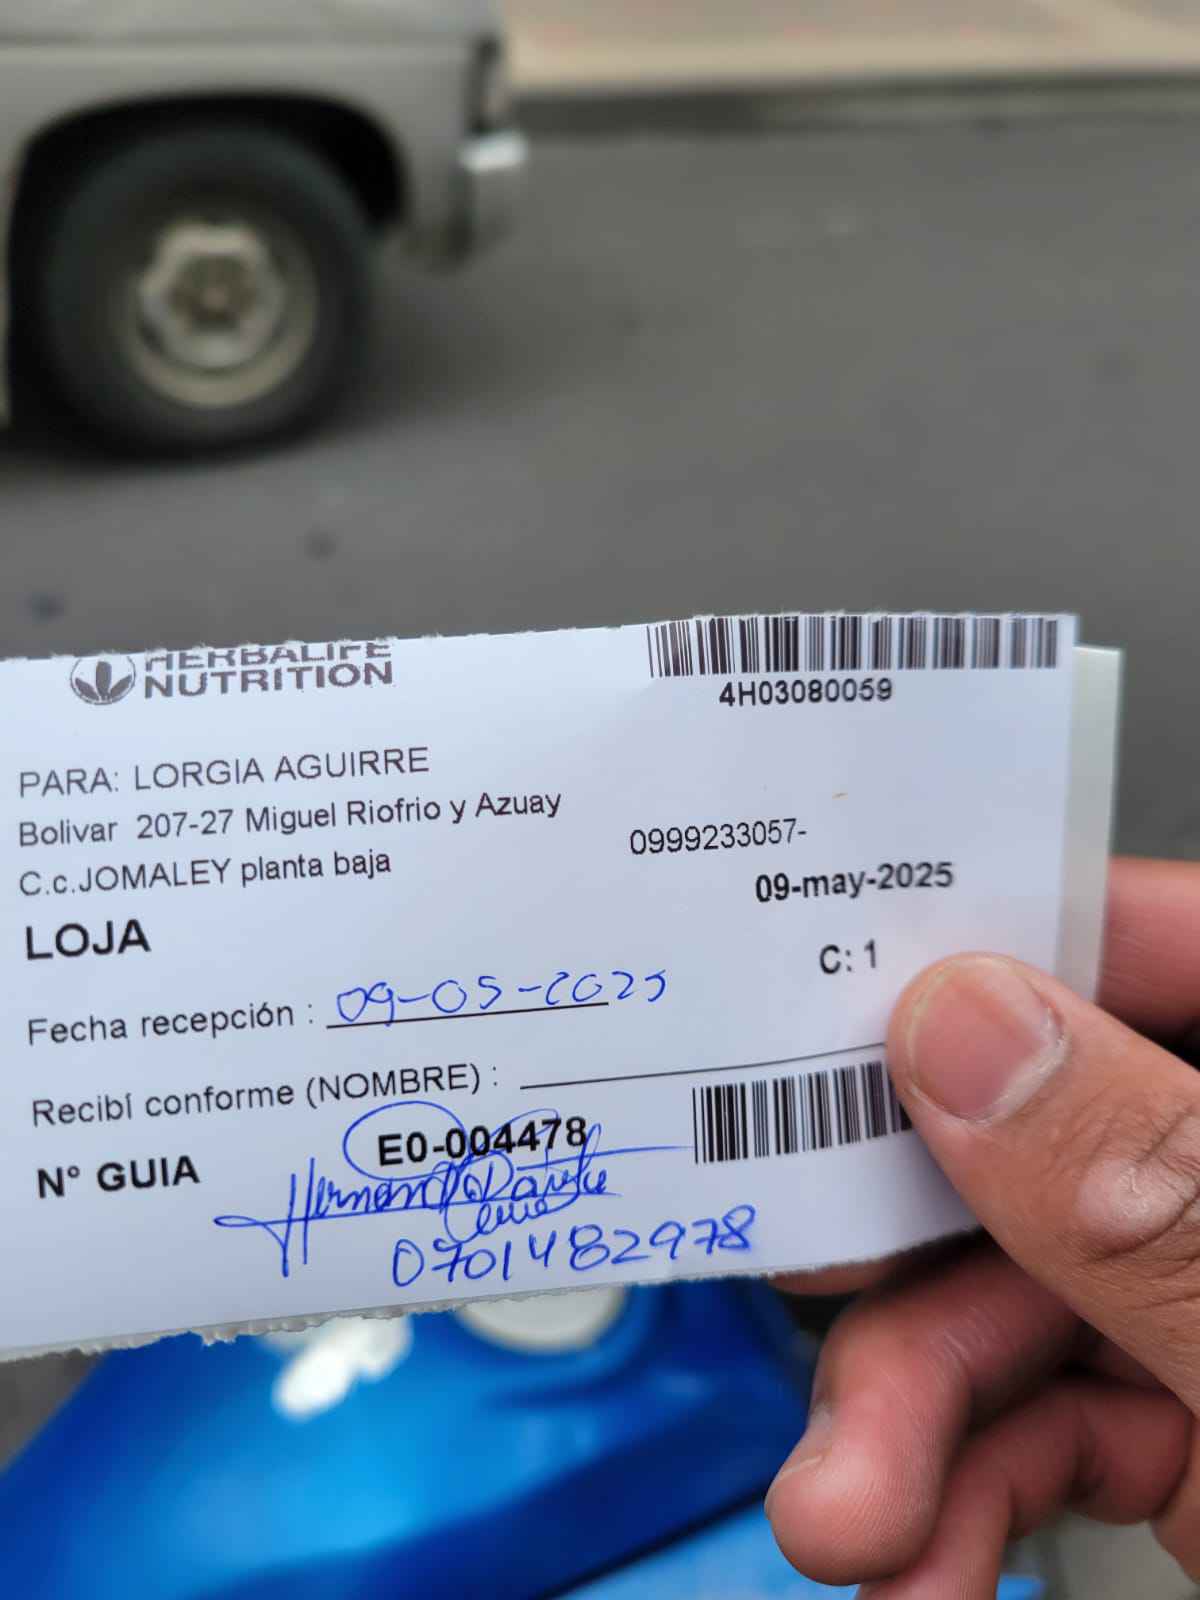 HERBALIFE
NUTRITION
4H03080059
PARA: LORGIA AGUIRRE
Bolivar 207-27 Miguel Riofrio y Azuay
C.c.JOMALEY planta baja
0999233057-
09-may-2025
LOJA
C: 1
Fecha recepción : 09-05-2025
Recibí conforme (NOMBRE) :
N° GUIA E0-004478
0701482978